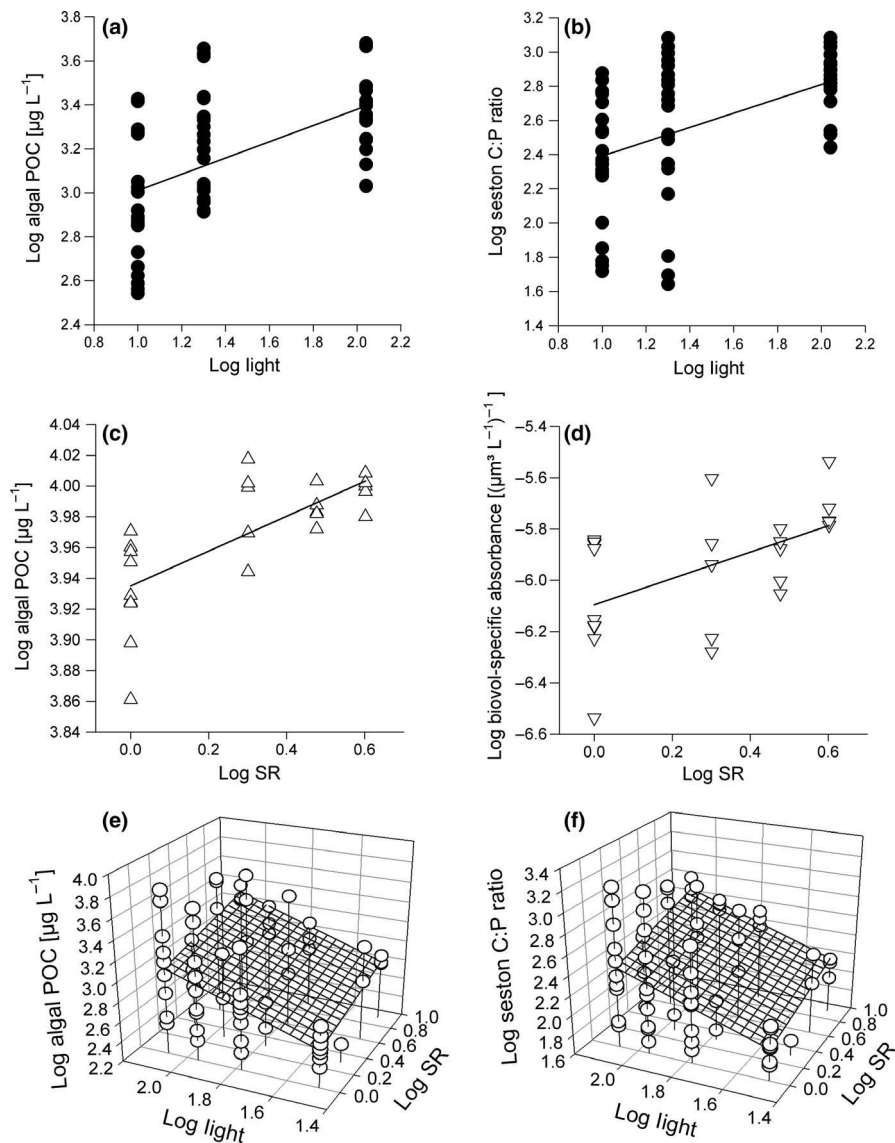 (a)
Log algal POC [µg L⁻¹]
3.8
3.6
3.4
3.2
3.0
2.8
2.6
2.4
0.8 1.0 1.2 1.4 1.6 1.8 2.0 2.2
Log light
(b)
Log seston C:P ratio
3.2
3.0
2.8
2.6
2.4
2.2
2.0
1.8
1.6
1.4
0.8 1.0 1.2 1.4 1.6 1.8 2.0 2.2
Log light
(c)
Log algal POC [µg L⁻¹]
4.04
4.02
4.00
3.98
3.96
3.94
3.92
3.90
3.88
3.86
3.84
0.0 0.2 0.4 0.6
Log SR
(d)
Log biovol-specific absorbance [(µm³ L⁻¹)⁻¹ ]
−5.4
−5.6
−5.8
−6.0
−6.2
−6.4
−6.6
0.0 0.2 0.4 0.6
Log SR
(e)
Log algal POC [µg L⁻¹]
4.0
3.8
3.6
3.4
3.2
3.0
2.8
2.6
2.4
2.2
2.0 1.8 1.6 1.4
Log light
0.0 0.2 0.4 0.6 0.8 1.0
Log SR
(f)
Log seston C:P ratio
3.4
3.2
3.0
2.8
2.6
2.4
2.2
2.0
1.8
1.6
2.0 1.8 1.6 1.4
Log light
0.0 0.2 0.4 0.6 0.8 1.0
Log SR